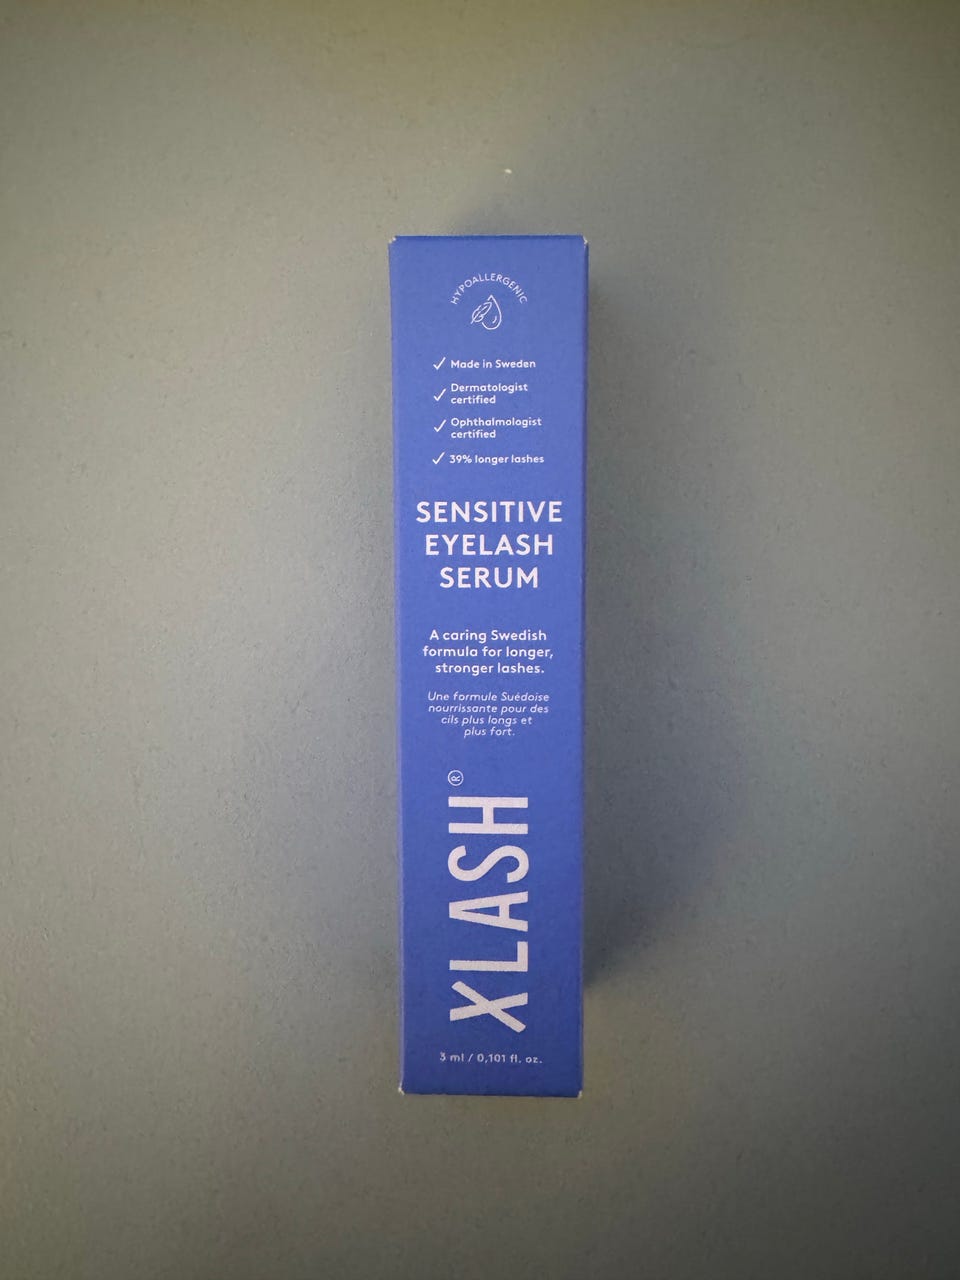 HYPOALLERGENIC
✓ Made in Sweden
✓ Dermatologist
certified
✓ Ophthalmologist
certified
✓ 39% longer lashes
SENSITIVE
EYELASH
SERUM
A caring Swedish
formula for longer,
stronger lashes.
Une formule Suédoise
nourrissante pour des
cils plus longs et
plus fort.
XLASH®
3 ml / 0,101 fl. oz.